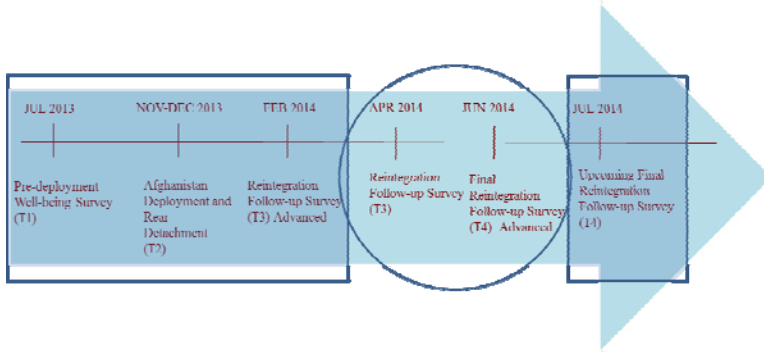 JUL 2013
NOV-DEC 2013
FEB 2014
APR 2014
JUN 2014
JUL 2014
Pre-deployment
Well-being Survey
(T1)
Afghanistan
Deployment and
Rear
Detachment
(T2)
Reintegration
Follow-up Survey
(T3) Advanced
Reintegration
Follow-up Survey
(T3)
Final
Reintegration
Follow-up Survey
(T4) Advanced
Upcoming Final
Reintegration
Follow-up Survey
(T4)